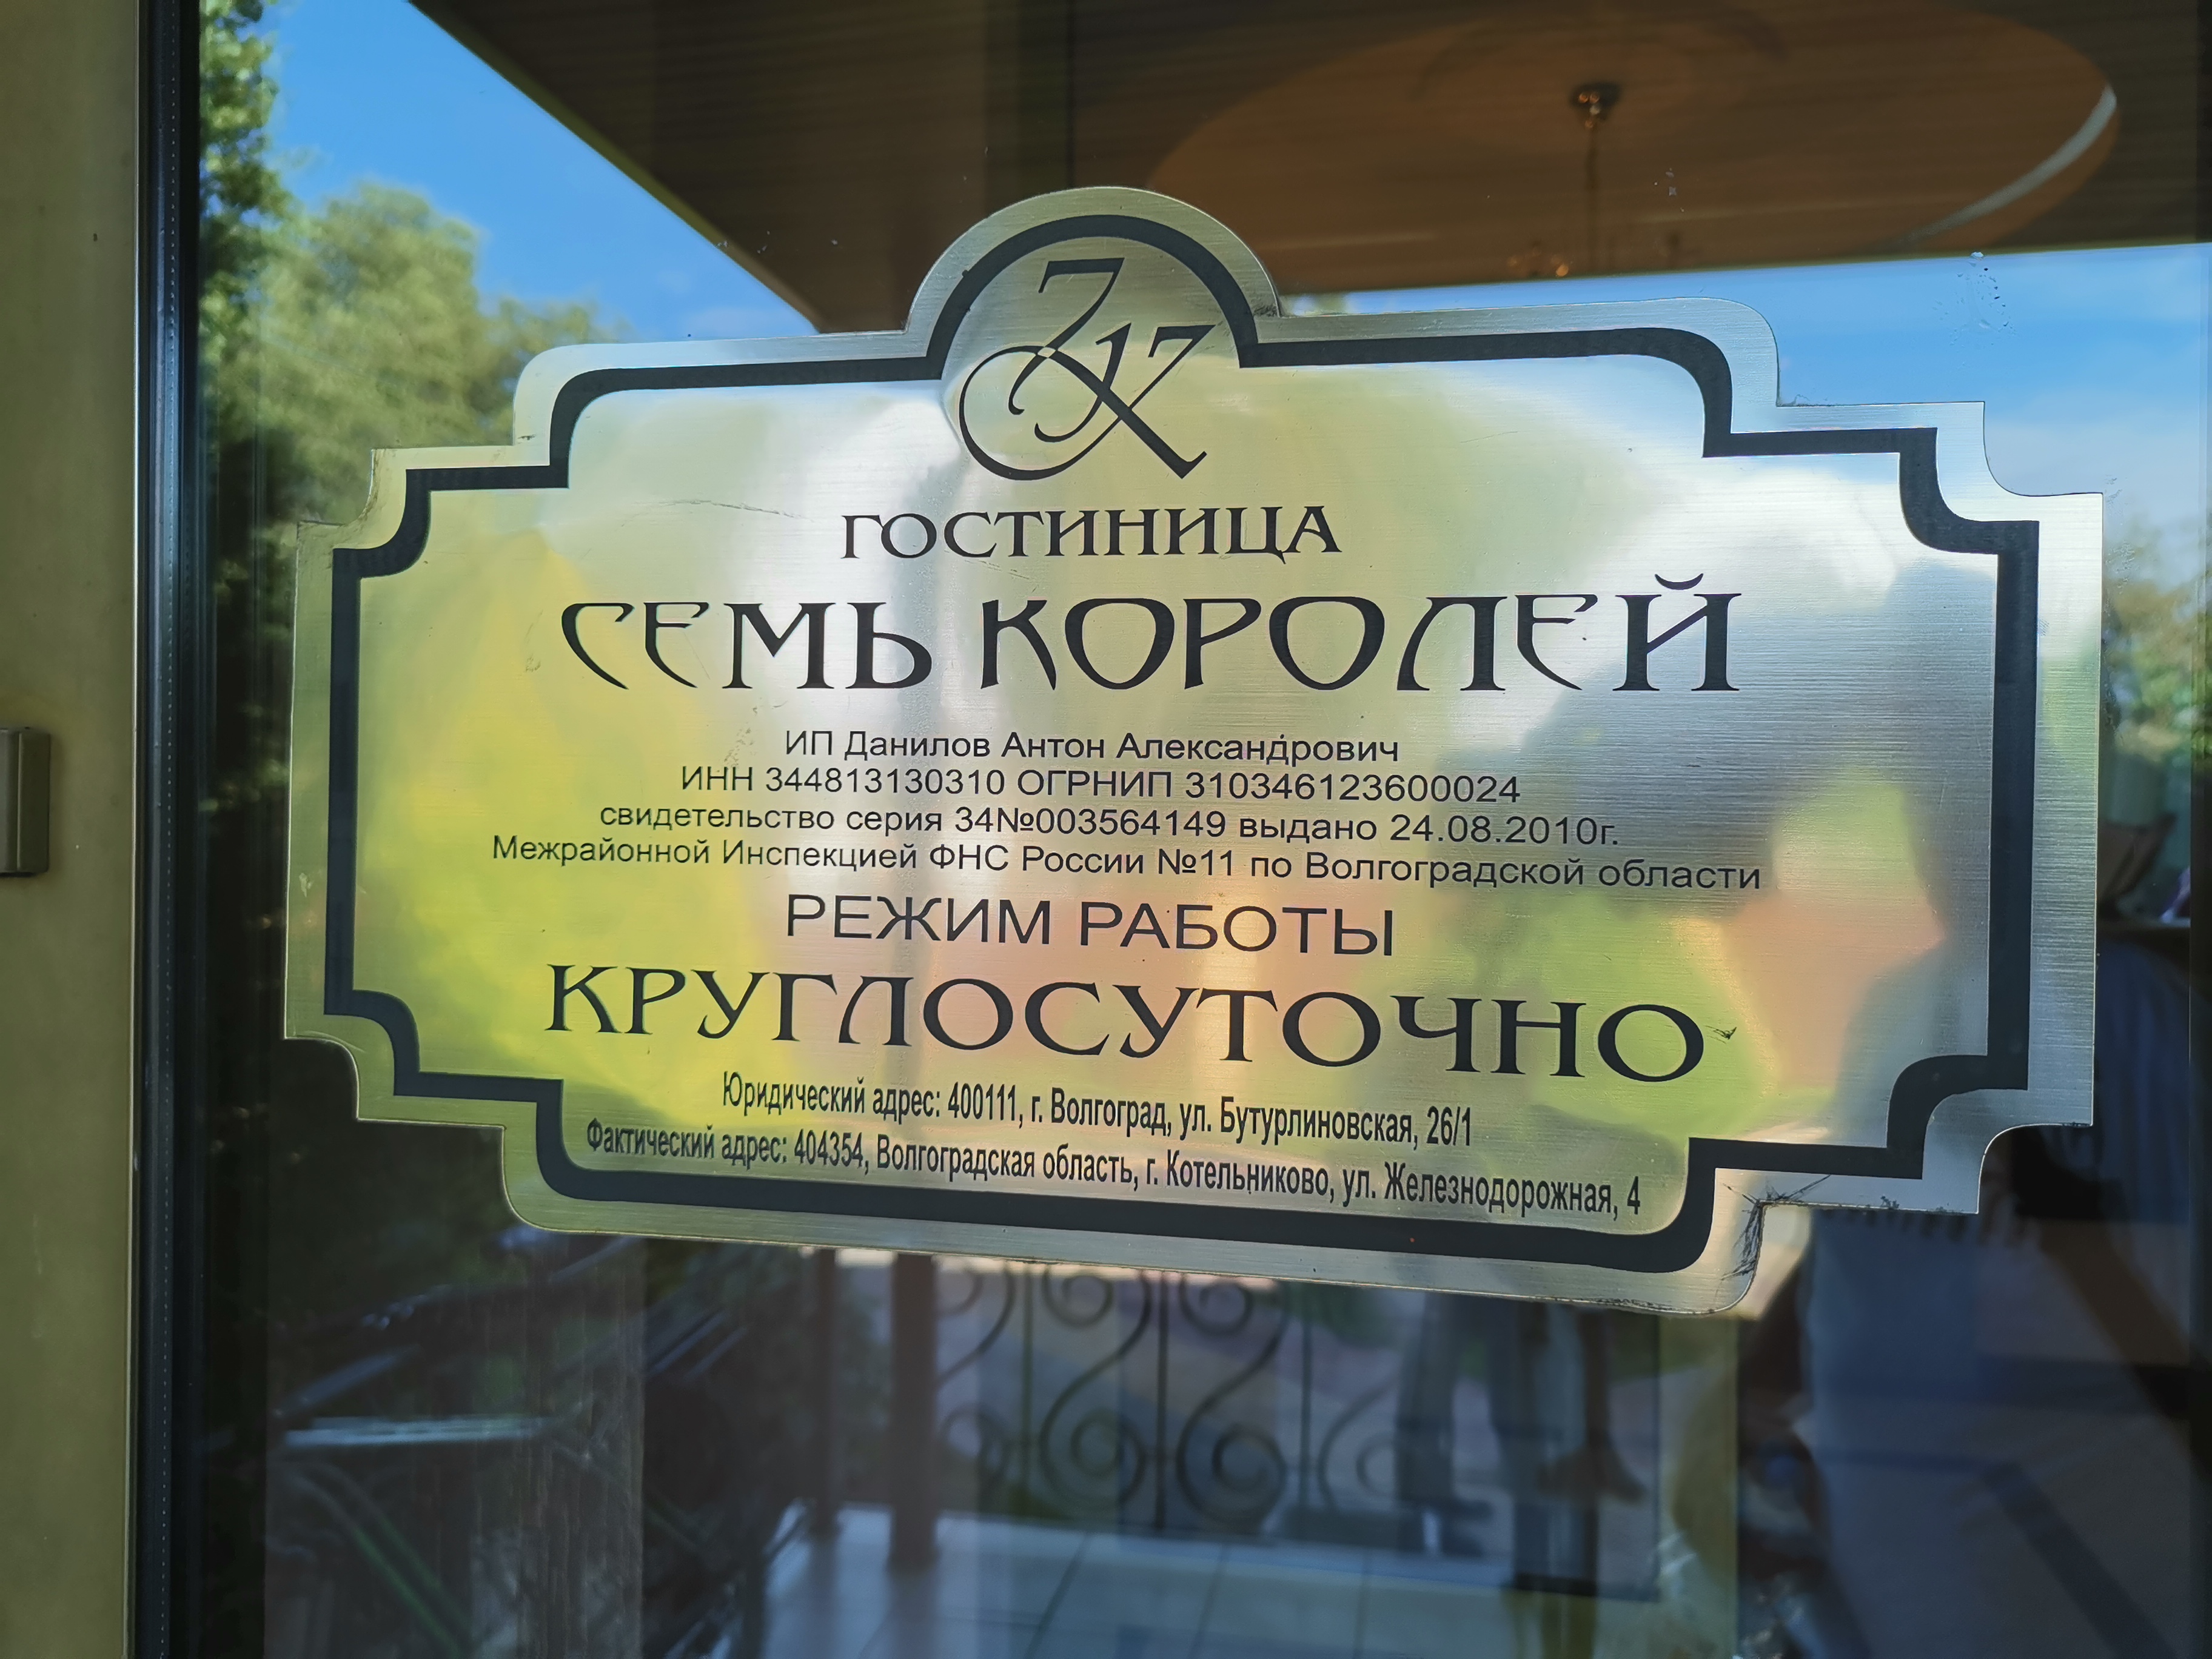 7К
ГОСТИНИЦА
СЕМЬ КОРОЛЕЙ
ИП Данилов Антон Александрович
ИНН 344813130310 ОГРНИП 310346123600024
свидетельство серия 34№003564149 выдано 24.08.2010г.
Межрайонной Инспекцией ФНС России №11 по Волгоградской области
РЕЖИМ РАБОТЫ
КРУГЛОСУТОЧНО
Юридический адрес: 400111, г. Волгоград, ул. Бутурлиновская, 26/1
Фактический адрес: 404354, Волгоградская область, г. Котельниково, ул. Железнодорожная, 4